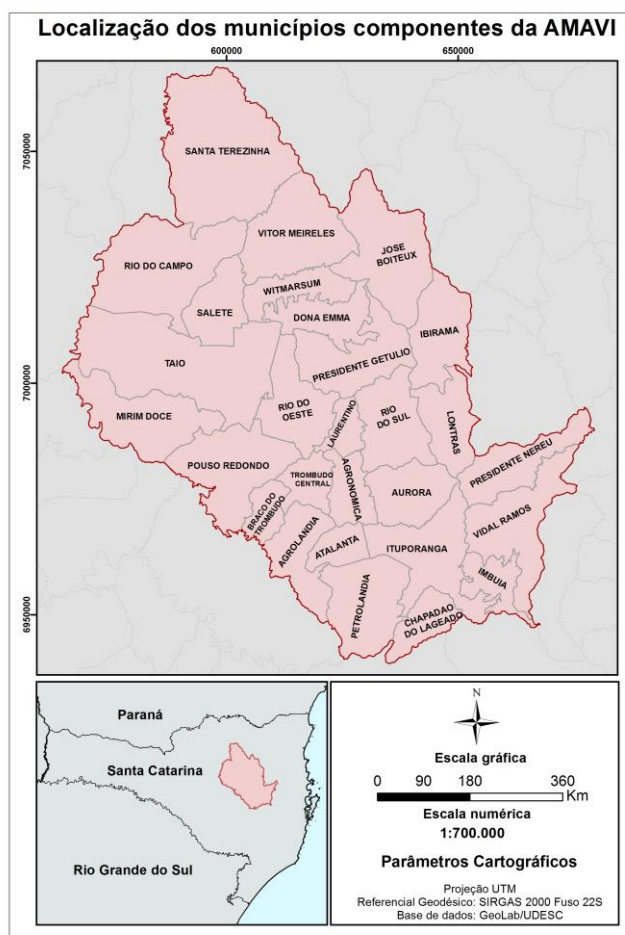 Localização dos municípios componentes da AMAVI
600000
650000
7050000
7000000
6950000
SANTA TEREZINHA
VITOR MEIRELES
JOSE
BOITEUX
RIO DO CAMPO
WITMARSUM
SALETE
DONA EMMA
IBIRAMA
TAIO
PRESIDENTE GETULIO
MIRIM DOCE
RIO DO
OESTE
LAURENTINO
RIO
DO SUL
LONTRAS
POUSO REDONDO
TROMBUDO
CENTRAL
AGRONOMICA
PRESIDENTE NEREU
BRACO DO
TROMBUDO
AURORA
AGROLANDIA
VIDAL RAMOS
ATALANTA
ITUPORANGA
IMBUIA
PETROLANDIA
CHAPADAO
DO LAGEADO
Paraná
Santa Catarina
Rio Grande do Sul
N
Escala gráfica
0 90 180 360
Km
Escala numérica
1:700.000
Parâmetros Cartográficos
Projeção UTM
Referencial Geodésico: SIRGAS 2000 Fuso 22S
Base de dados: GeoLab/UDESC